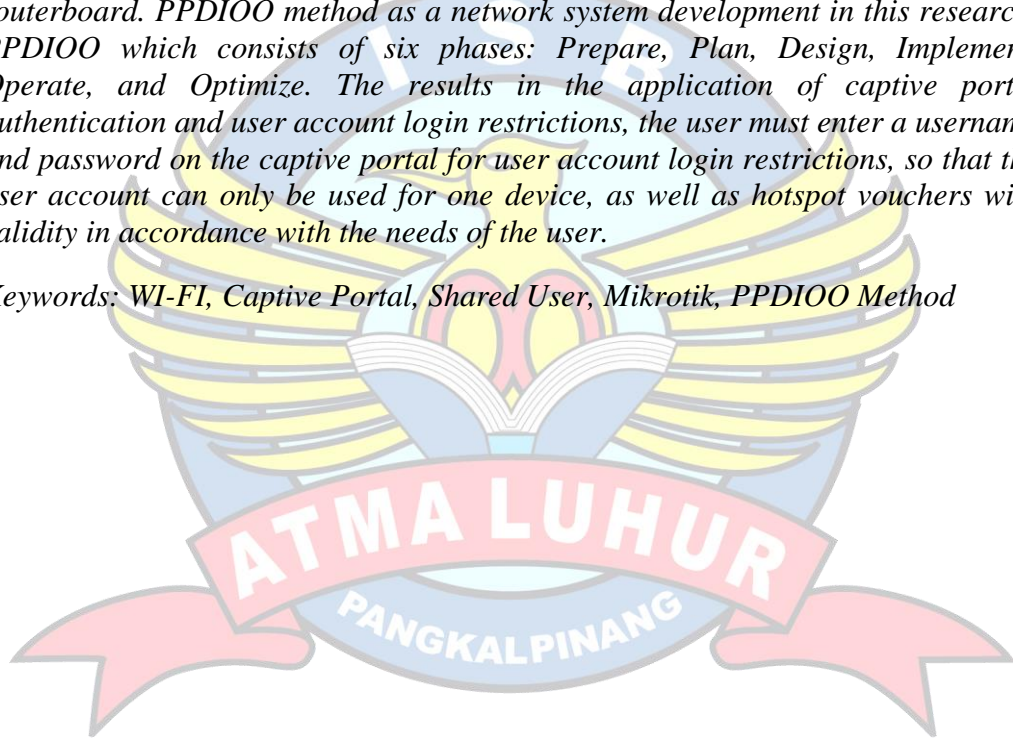 outerboard. PPDIOO method as a network system development in this researc
PPDIOO which consists of six phases: Prepare, Plan, Design, Implemen
Operate, and Optimize. The results in the application of captive port
uthentication and user account login restrictions, the user must enter a usernam
nd password on the captive portal for user account login restrictions, so that th
ser account can only be used for one device, as well as hotspot vouchers wi
alidity in accordance with the needs of the user.
Keywords: WI-FI, Captive Portal, Shared User, Mikrotik, PPDIOO Method
ISB
ATMA LUHUR
PANGKALPINANG